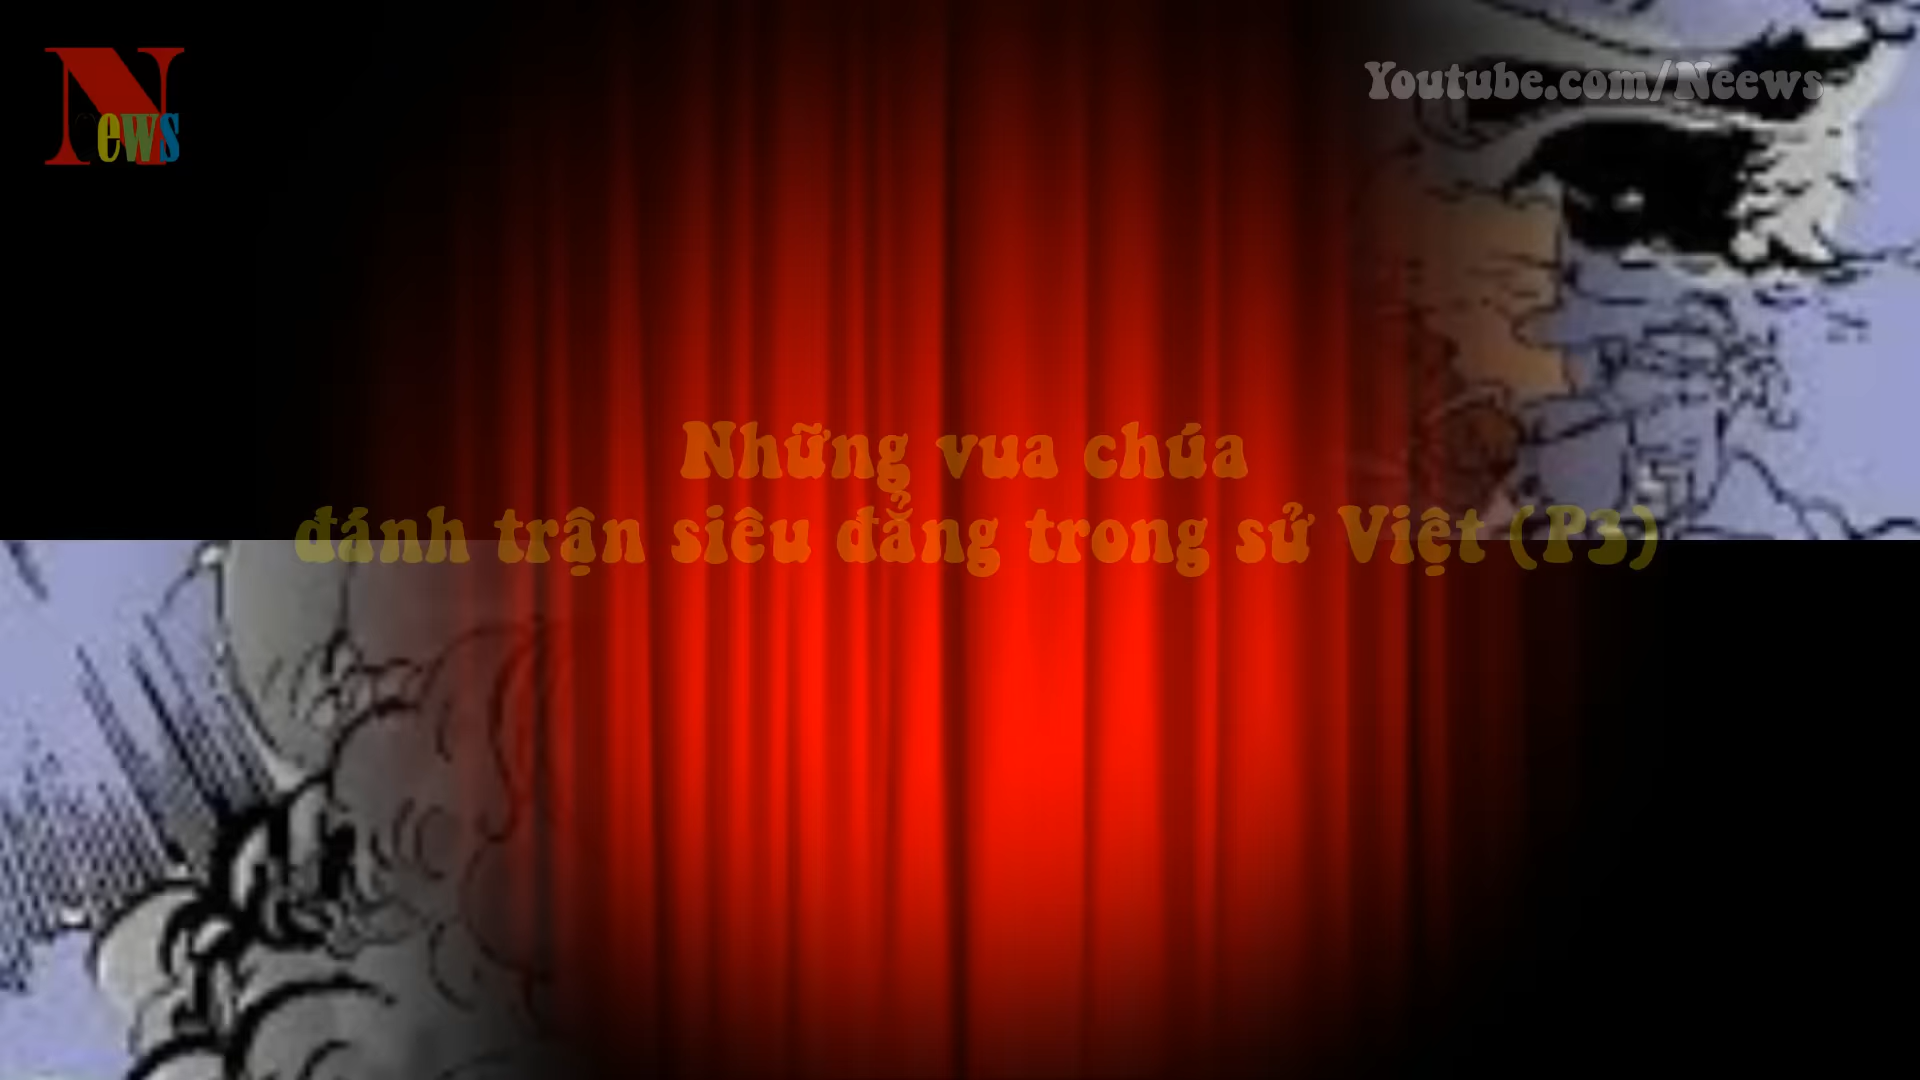 News
Youtube.com/Neews
Những vua chúa
đánh trận siêu đẳng trong sử Việt (P3)